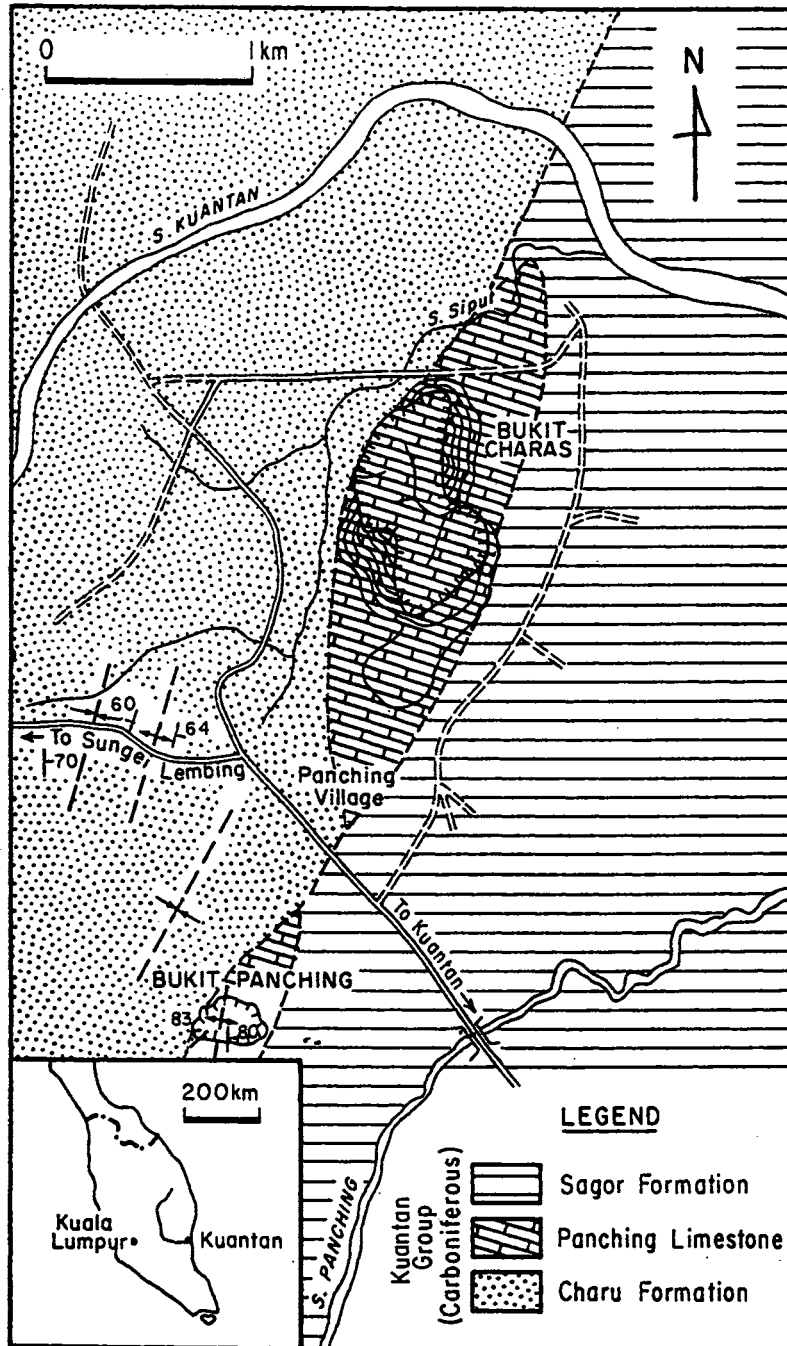 0 1km
N
S KUANTAN
S Siput
BUKIT
CHARAS
60
64
To Sungei Lembing
70
Panching
Village
To Kuantan
BUKIT PANCHING
83
80
200km
Kuala
Lumpur
Kuantan
S. PANCHING
LEGEND
Kuantan
Group
(Carboniferous)
Sagor Formation
Panching Limestone
Charu Formation